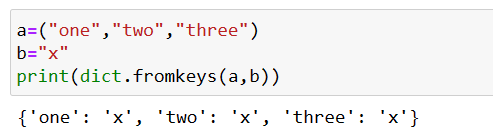 a=("one","two","three")
b="x"
print(dict.fromkeys(a,b))
{'one': 'x', 'two': 'x', 'three': 'x'}